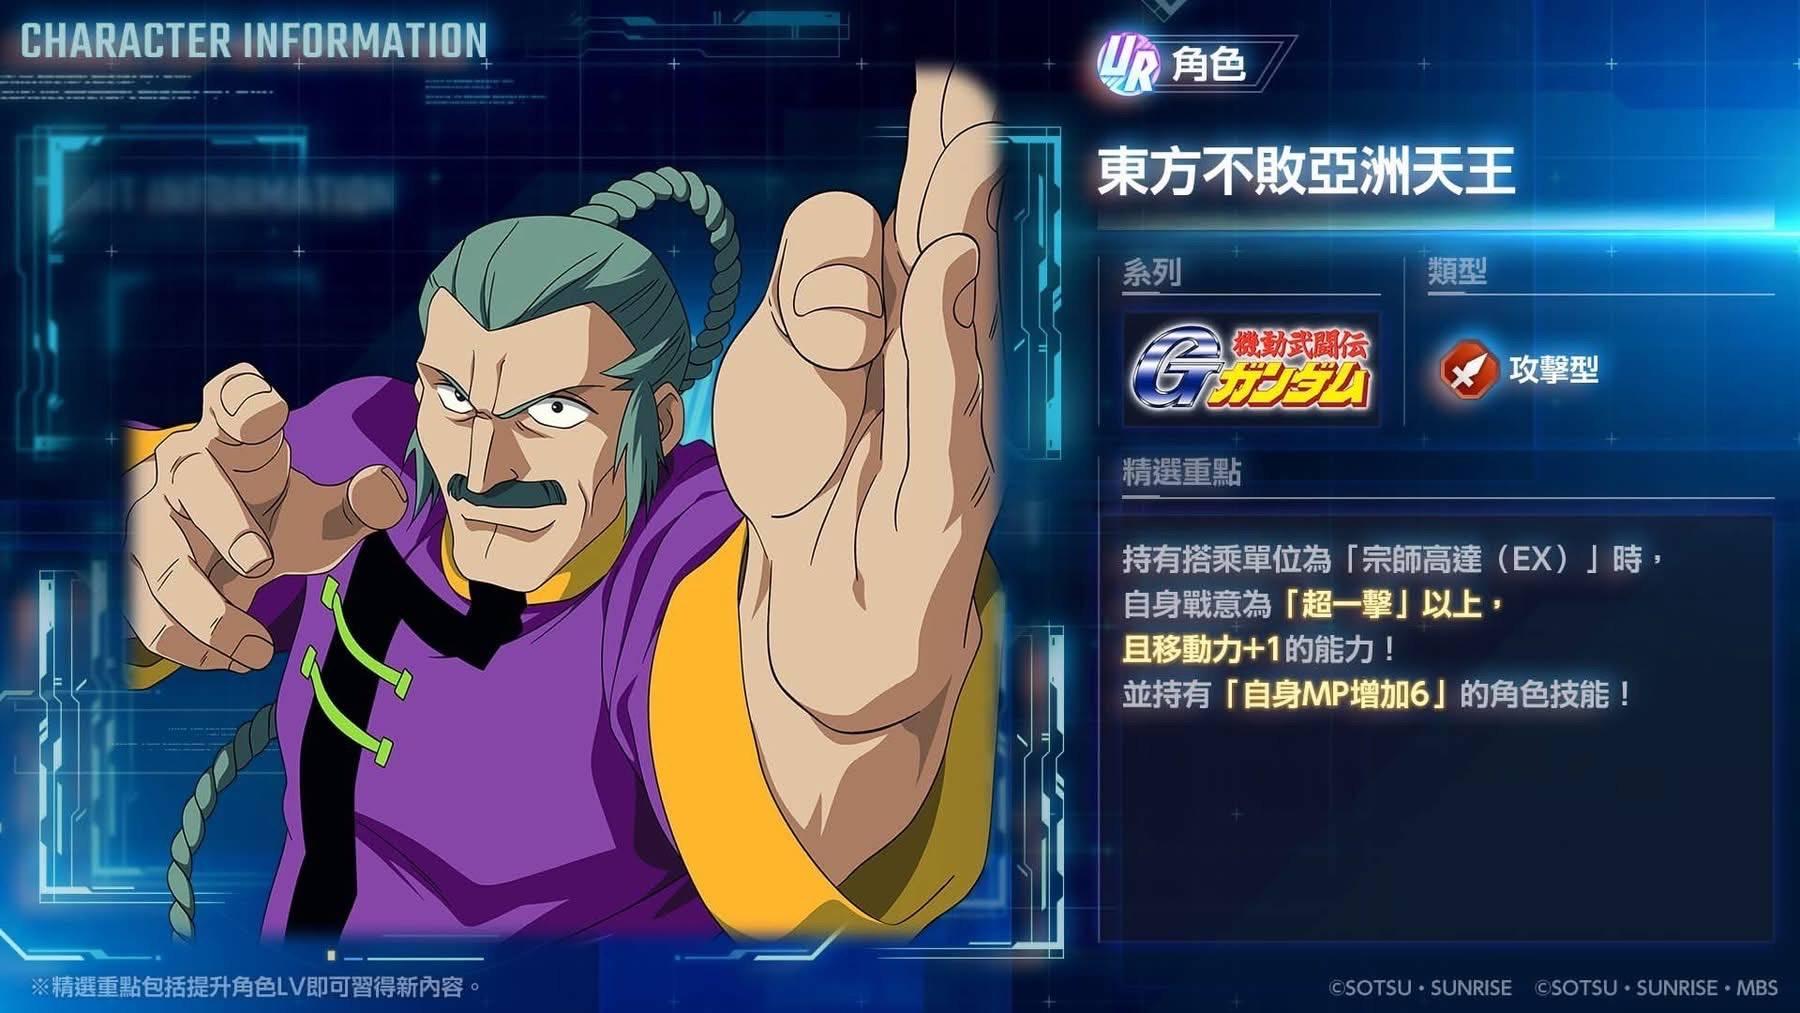 CHARACTER INFORMATION
UR 角色
東方不敗亞洲天王
系列
類型
機動武闘伝
Gガンダム
攻擊型
精選重點
持有搭乘單位為「宗師高達（EX）」時，
自身戰意為「超一擊」以上，
且移動力+1的能力！
並持有「自身MP增加6」的角色技能！
※精選重點包括提升角色LV即可習得新內容。
©SOTSU・SUNRISE ©SOTSU・SUNRISE・MBS